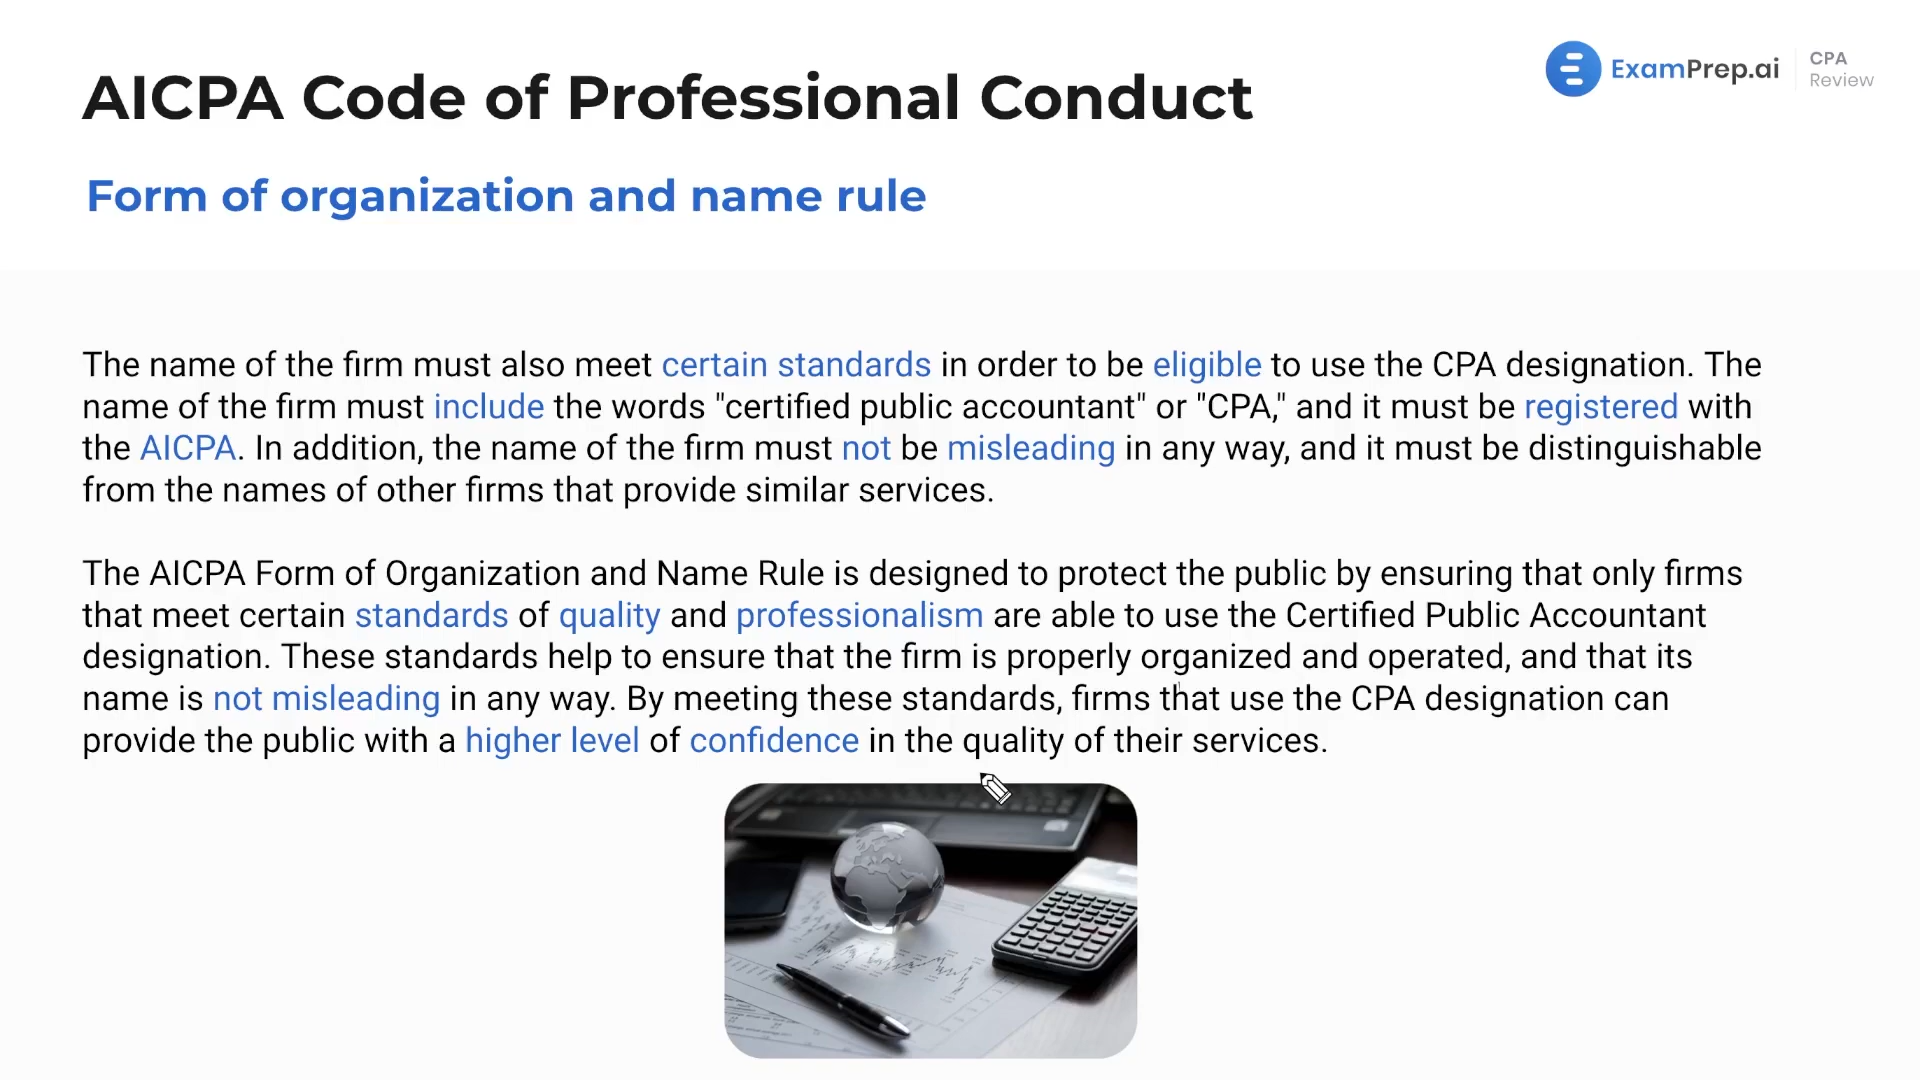 AICPA Code of Professional Conduct
ExamPrep.ai
CPA
Review
Form of organization and name rule
The name of the firm must also meet certain standards in order to be eligible to use the CPA designation. The
name of the firm must include the words "certified public accountant" or "CPA," and it must be registered with
the AICPA. In addition, the name of the firm must not be misleading in any way, and it must be distinguishable
from the names of other firms that provide similar services.
The AICPA Form of Organization and Name Rule is designed to protect the public by ensuring that only firms
that meet certain standards of quality and professionalism are able to use the Certified Public Accountant
designation. These standards help to ensure that the firm is properly organized and operated, and that its
name is not misleading in any way. By meeting these standards, firms that use the CPA designation can
provide the public with a higher level of confidence in the quality of their services.